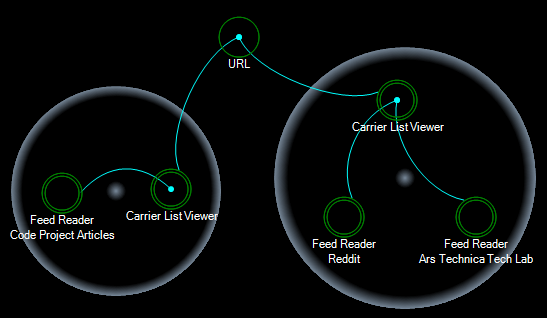 URL
Carrier List Viewer
Carrier List Viewer
Feed Reader
Code Project Articles
Feed Reader
Reddit
Feed Reader
Ars Technica Tech Lab